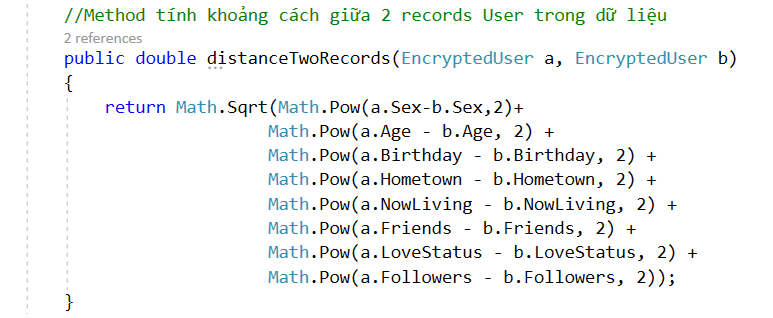 //Method tính khoảng cách giữa 2 records User trong dữ liệu
2 references
public double distanceTwoRecords(EncryptedUser a, EncryptedUser b)
{
return Math.Sqrt(Math.Pow(a.Sex-b.Sex,2)+
Math.Pow(a.Age - b.Age, 2) +
Math.Pow(a.Birthday - b.Birthday, 2) +
Math.Pow(a.Hometown - b.Hometown, 2) +
Math.Pow(a.NowLiving - b.NowLiving, 2) +
Math.Pow(a.Friends - b.Friends, 2) +
Math.Pow(a.LoveStatus - b.LoveStatus, 2) +
Math.Pow(a.Followers - b.Followers, 2));
}